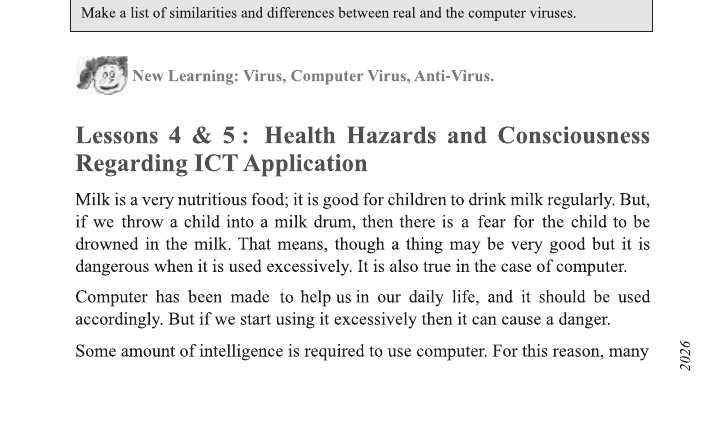 Make a list of similarities and differences between real and the computer viruses.
New Learning: Virus, Computer Virus, Anti-Virus.
Lessons 4 & 5 : Health Hazards and Consciousness
Regarding ICT Application
Milk is a very nutritious food; it is good for children to drink milk regularly. But,
if we throw a child into a milk drum, then there is a fear for the child to be
drowned in the milk. That means, though a thing may be very good but it is
dangerous when it is used excessively. It is also true in the case of computer.
Computer has been made to help us in our daily life, and it should be used
accordingly. But if we start using it excessively then it can cause a danger.
Some amount of intelligence is required to use computer. For this reason, many
2026